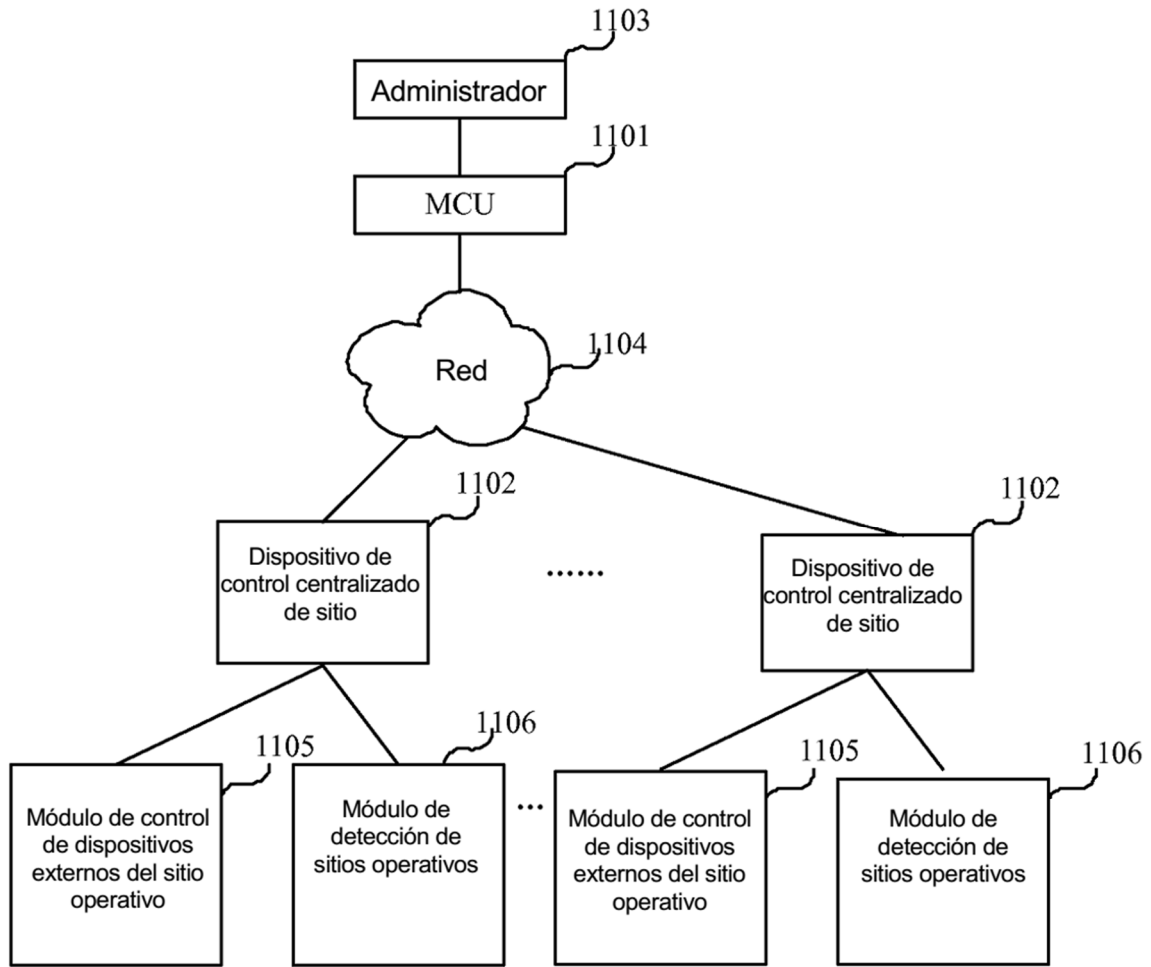 1103
Administrador
1101
MCU
1104
Red
1102
Dispositivo de
control centralizado
de sitio
......
1102
Dispositivo de
control centralizado
de sitio
1105
Módulo de control
de dispositivos
externos del sitio
operativo
1106
Módulo de
detección de
sitios operativos
...
1105
Módulo de control
de dispositivos
externos del sitio
operativo
1106
Módulo de
detección de
sitios operativos